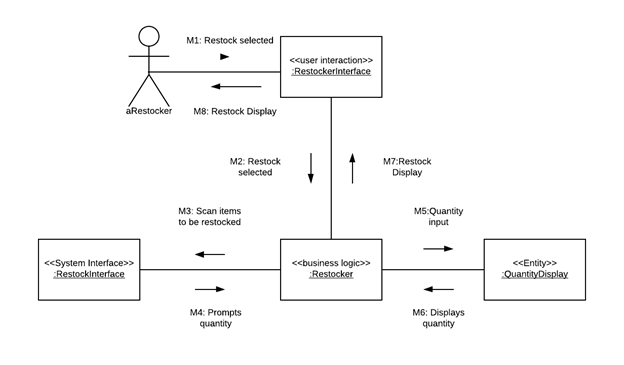 M1: Restock selected
<<user interaction>>
:RestockerInterface
aRestocker
M8: Restock Display
M2: Restock
selected
M7:Restock
Display
M3: Scan items
to be restocked
M5:Quantity
input
<<System Interface>>
:RestockInterface
<<business logic>>
:Restocker
<<Entity>>
:QuantityDisplay
M4: Prompts
quantity
M6: Displays
quantity